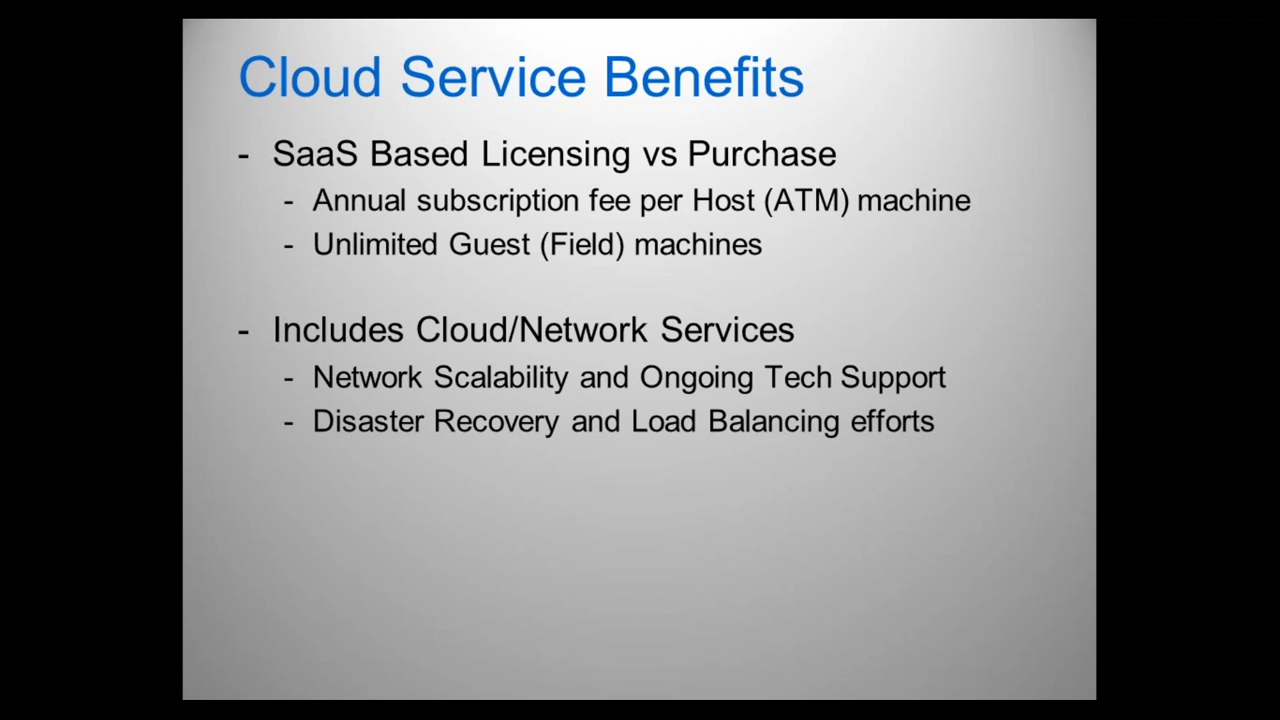 Cloud Service Benefits
- SaaS Based Licensing vs Purchase
- Annual subscription fee per Host (ATM) machine
- Unlimited Guest (Field) machines
- Includes Cloud/Network Services
- Network Scalability and Ongoing Tech Support
- Disaster Recovery and Load Balancing efforts